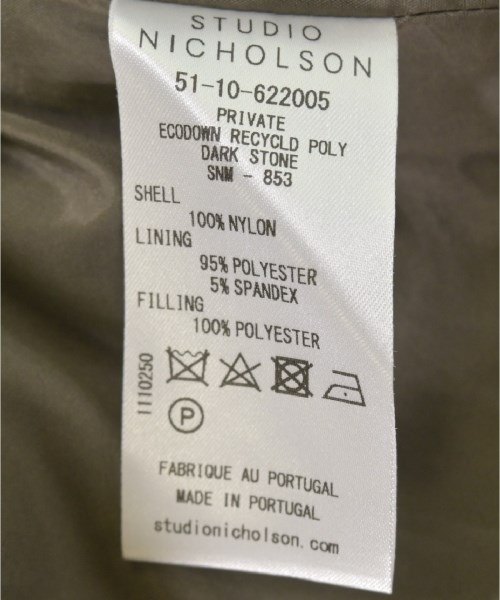 STUDIO
NICHOLSON
51-10-622005
PRIVATE
ECODOWN RECYCLD POLY
DARK STONE
SNM - 853
SHELL
100% NYLON
LINING
95% POLYESTER
5% SPANDEX
FILLING
100% POLYESTER
1110250
P
FABRIQUE AU PORTUGAL
MADE IN PORTUGAL
studionicholson.com